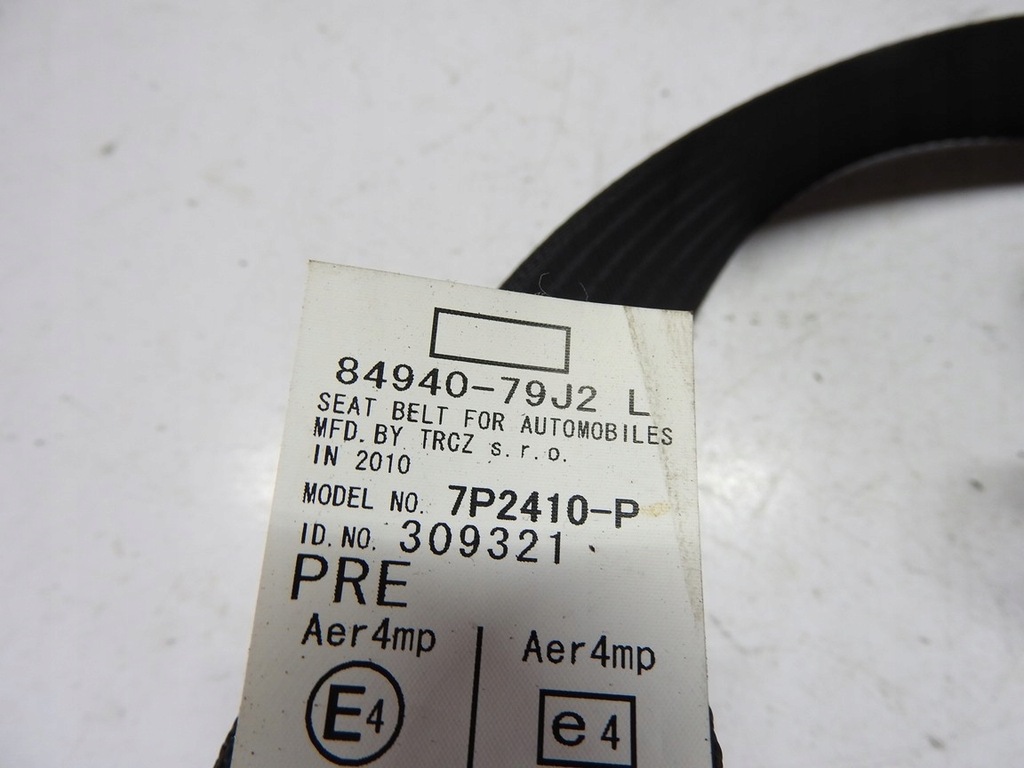 84940-79J2 L
SEAT BELT FOR AUTOMOBILES
MFD. BY TRCZ s.r.o.
IN 2010
MODEL NO. 7P2410-P
ID. NO. 309321
PRE
Aer4mp Aer4mp
E4 e4